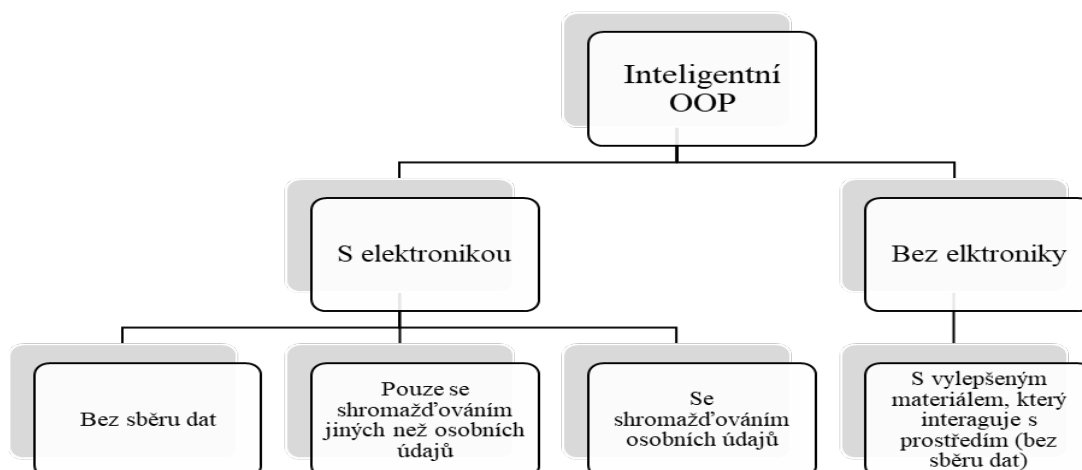 Inteligentní
OOP
S elektronikou
Bez elktroniky
Bez sběru dat
Pouze se
shromažďováním
jiných než osobních
údajů
Se
shromažďováním
osobních údajů
S vylepšeným
materiálem, který
interaguje s
prostředím (bez
sběru dat)